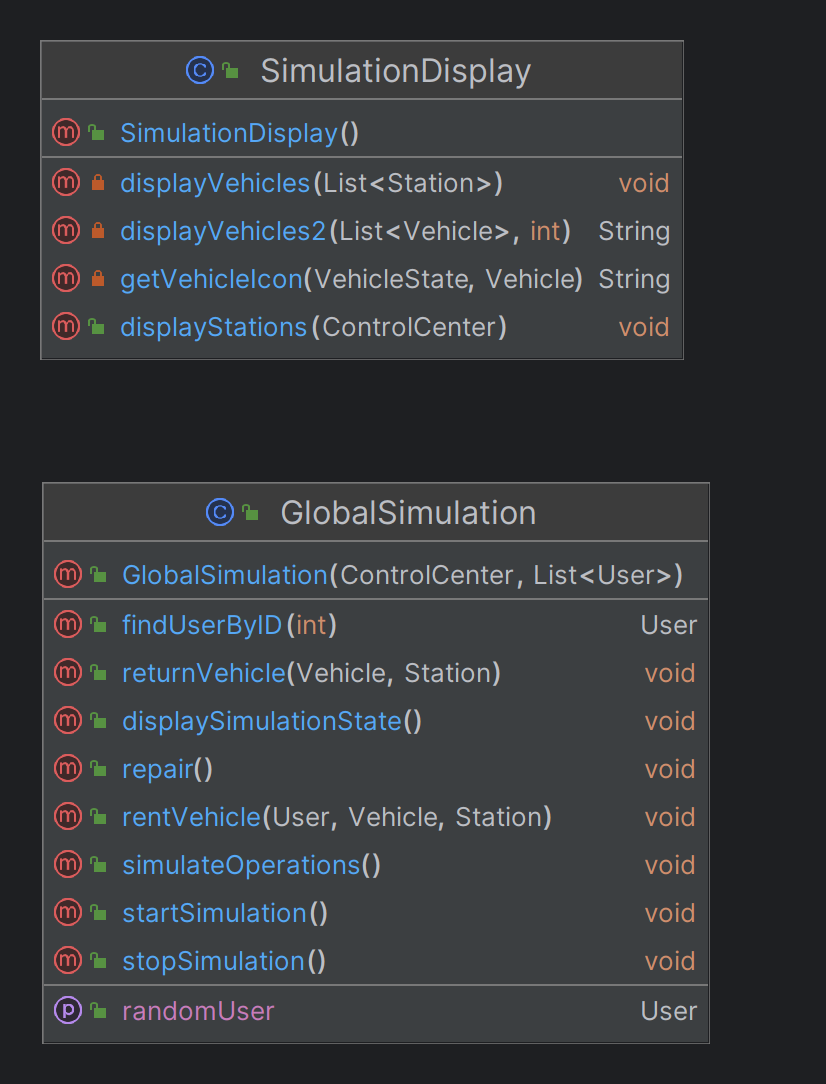 C SimulationDisplay
m SimulationDisplay()
m displayVehicles(List<Station>) void
m displayVehicles2(List<Vehicle>, int) String
m getVehicleIcon(VehicleState, Vehicle) String
m displayStations(ControlCenter) void
C GlobalSimulation
m GlobalSimulation(ControlCenter, List<User>)
m findUserByID(int) User
m returnVehicle(Vehicle, Station) void
m displaySimulationState() void
m repair() void
m rentVehicle(User, Vehicle, Station) void
m simulateOperations() void
m startSimulation() void
m stopSimulation() void
p randomUser User